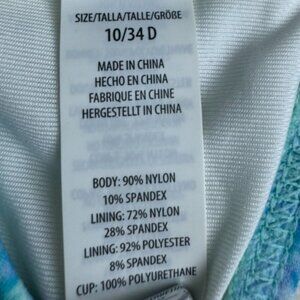 SIZE/TALLA/TAILLE/GRÖBE
10/34 D
MADE IN CHINA
HECHO EN CHINA
FABRIQUE EN CHINE
HERGESTELLT IN CHINA
BODY: 90% NYLON
10% SPANDEX
LINING: 72% NYLON
28% SPANDEX
LINING: 92% POLYESTER
8% SPANDEX
CUP: 100% POLYURETHANE